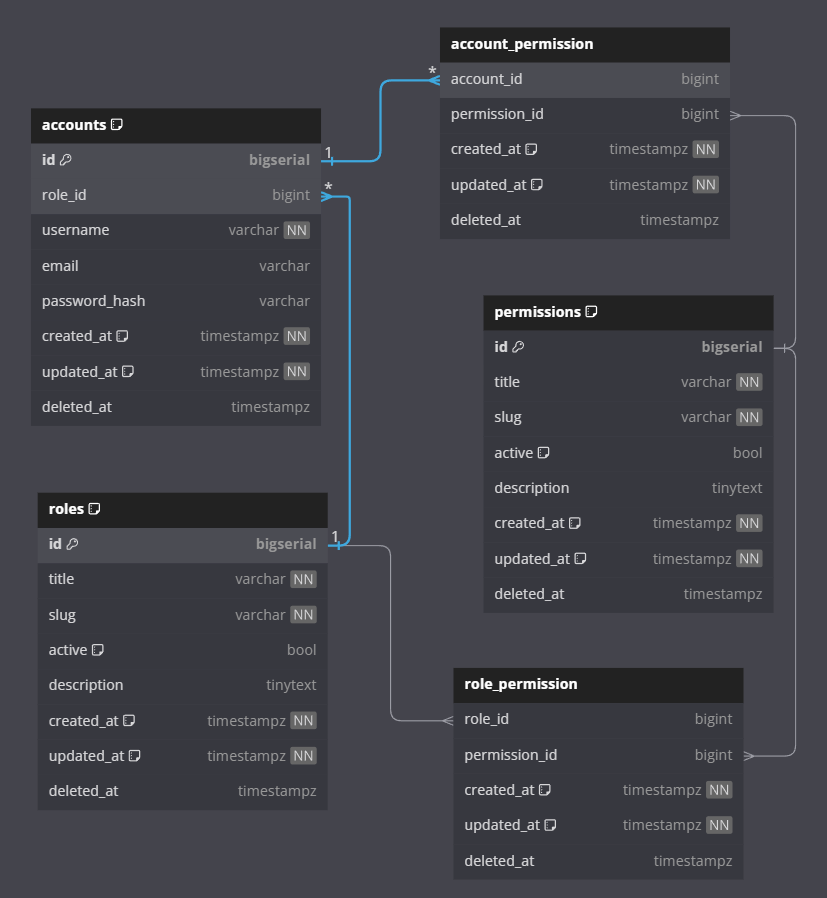 account_permission
account_id bigint
permission_id bigint
created_at timestampz NN
updated_at timestampz NN
deleted_at timestampz
*
accounts
id bigserial
role_id bigint
username varchar NN
email varchar
password_hash varchar
created_at timestampz NN
updated_at timestampz NN
deleted_at timestampz
1
*
permissions
id bigserial
title varchar NN
slug varchar NN
active bool
description tinytext
created_at timestampz NN
updated_at timestampz NN
deleted_at timestampz
roles
id bigserial
title varchar NN
slug varchar NN
active bool
description tinytext
created_at timestampz NN
updated_at timestampz NN
deleted_at timestampz
1
role_permission
role_id bigint
permission_id bigint
created_at timestampz NN
updated_at timestampz NN
deleted_at timestampz